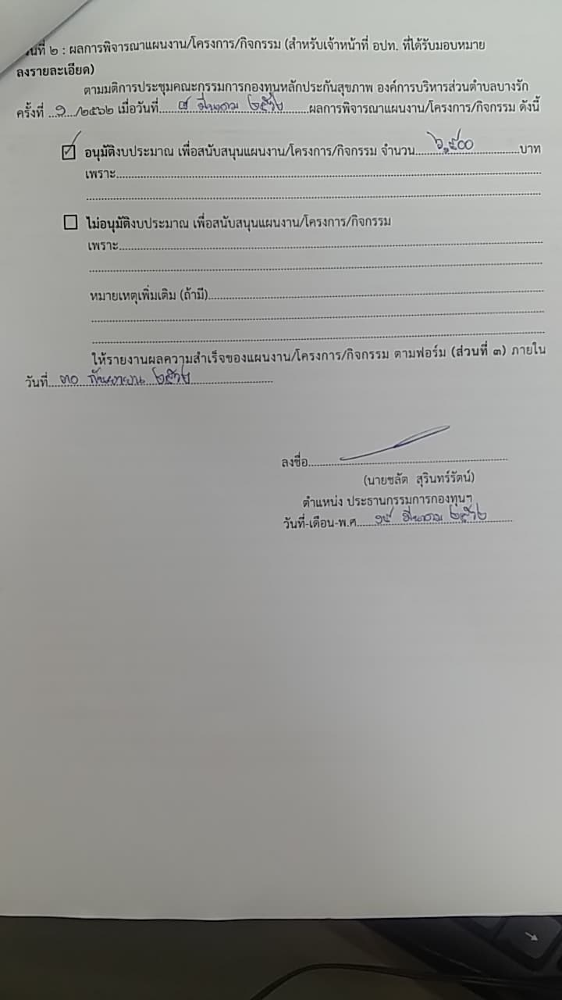 นที่ ๒ : ผลการพิจารณาแผนงาน/โครงการ/กิจกรรม (สำหรับเจ้าหน้าที่ อปท. ที่ได้รับมอบหมาย
ลงรายละเอียด)
ตามมติการประชุมคณะกรรมการกองทุนหลักประกันสุขภาพ องค์การบริหารส่วนตำบลบางรัก
ครั้งที่ ...๑.../๒๕๖๒ เมื่อวันที่......๘ มีนาคม ๒๕๖๒......ผลการพิจารณาแผนงาน/โครงการ/กิจกรรม ดังนี้
☑ อนุมัติงบประมาณ เพื่อสนับสนุนแผนงาน/โครงการ/กิจกรรม จำนวน......๖,๕๐๐......บาท
เพราะ......
☐ ไม่อนุมัติงบประมาณ เพื่อสนับสนุนแผนงาน/โครงการ/กิจกรรม
เพราะ......
หมายเหตุเพิ่มเติม (ถ้ามี)......
ให้รายงานผลความสำเร็จของแผนงาน/โครงการ/กิจกรรม ตามฟอร์ม (ส่วนที่ ๓) ภายใน
วันที่...๓๐ กันยายน ๒๕๖๒......
ลงชื่อ......
(นายชลัต สุรินทร์รัตน์)
ตำแหน่ง ประธานกรรมการกองทุนฯ
วันที่-เดือน-พ.ศ....๑๙ มีนาคม ๒๕๖๒......